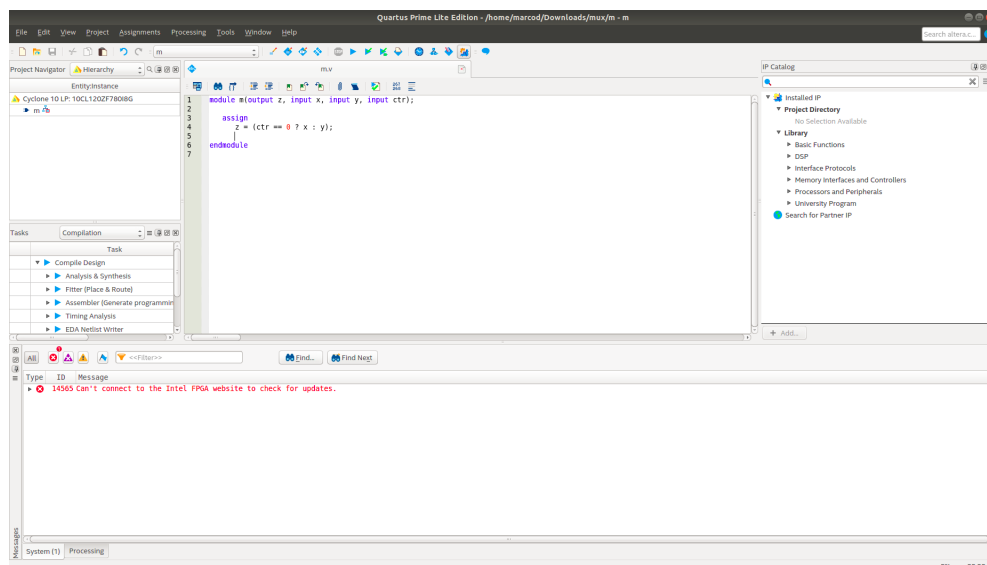 Quartus Prime Lite Edition - /home/marcod/Downloads/mux/m - m
File Edit View Project Assignments Processing Tools Window Help
Search altera.c...
m
Project Navigator Hierarchy
Entity:Instance
Cyclone 10 LP: 10CL120ZF780I8G
m
Tasks Compilation
Task
Compile Design
Analysis & Synthesis
Fitter (Place & Route)
Assembler (Generate programmin
Timing Analysis
EDA Netlist Writer
m.v
267
268
1 module m(output z, input x, input y, input ctr);
2
3 assign
4 z = (ctr == 0 ? x : y);
5
6 endmodule
7
IP Catalog
Installed IP
Project Directory
No Selection Available
Library
Basic Functions
DSP
Interface Protocols
Memory Interfaces and Controllers
Processors and Peripherals
University Program
Search for Partner IP
+ Add...
All <<Filter>> Find... Find Next
Type ID Message
14565 Can't connect to the Intel FPGA website to check for updates.
Messages
System (1) Processing